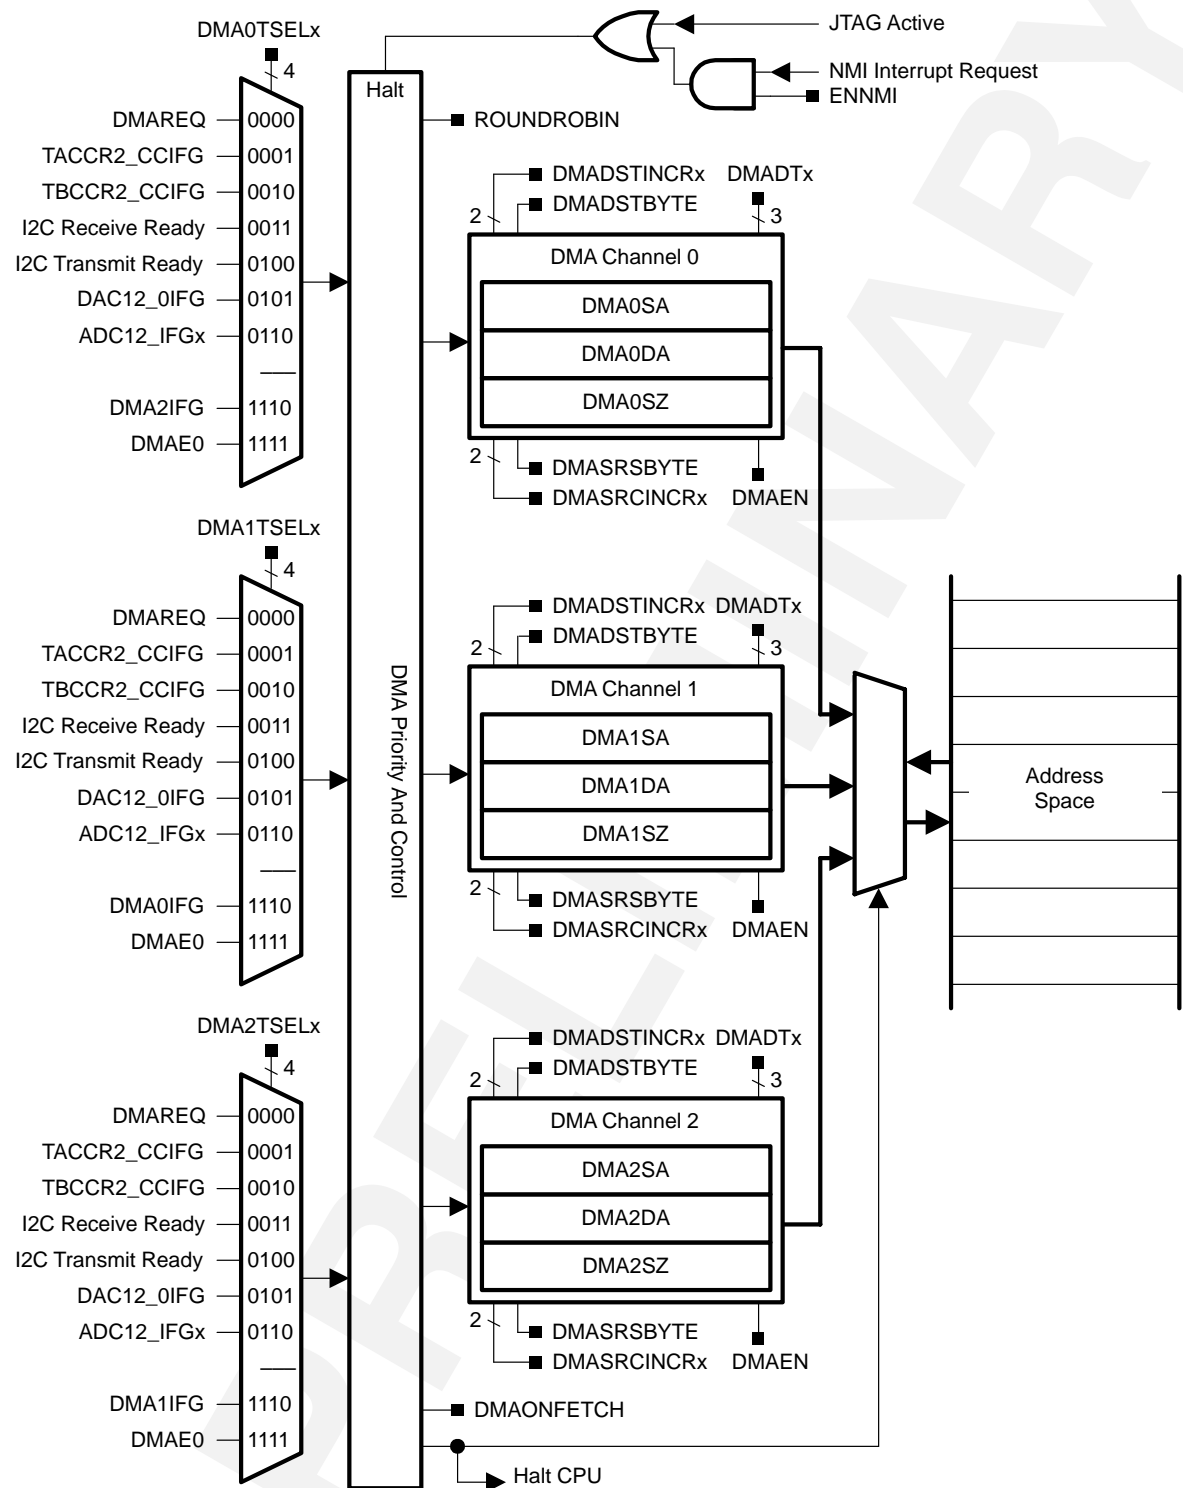 DMA0TSELx
4
DMAREQ 0000
TACCR2_CCIFG 0001
TBCCR2_CCIFG 0010
I2C Receive Ready 0011
I2C Transmit Ready 0100
DAC12_0IFG 0101
ADC12_IFGx 0110
DMA2IFG 1110
DMAE0 1111
DMA1TSELx
4
DMAREQ 0000
TACCR2_CCIFG 0001
TBCCR2_CCIFG 0010
I2C Receive Ready 0011
I2C Transmit Ready 0100
DAC12_0IFG 0101
ADC12_IFGx 0110
DMA0IFG 1110
DMAE0 1111
DMA2TSELx
4
DMAREQ 0000
TACCR2_CCIFG 0001
TBCCR2_CCIFG 0010
I2C Receive Ready 0011
I2C Transmit Ready 0100
DAC12_0IFG 0101
ADC12_IFGx 0110
DMA1IFG 1110
DMAE0 1111
Halt
DMA Priority And Control
JTAG Active
NMI Interrupt Request
ENNMI
ROUNDROBIN
DMADSTINCRx DMADTx
2 DMADSTBYTE 3
DMA Channel 0
DMA0SA
DMA0DA
DMA0SZ
2 DMASRSBYTE
DMASRCINCRx DMAEN
DMADSTINCRx DMADTx
2 DMADSTBYTE 3
DMA Channel 1
DMA1SA
DMA1DA
DMA1SZ
2 DMASRSBYTE
DMASRCINCRx DMAEN
DMADSTINCRx DMADTx
2 DMADSTBYTE 3
DMA Channel 2
DMA2SA
DMA2DA
DMA2SZ
2 DMASRSBYTE
DMASRCINCRx DMAEN
DMAONFETCH
Halt CPU
Address
Space
PRELIMINARY